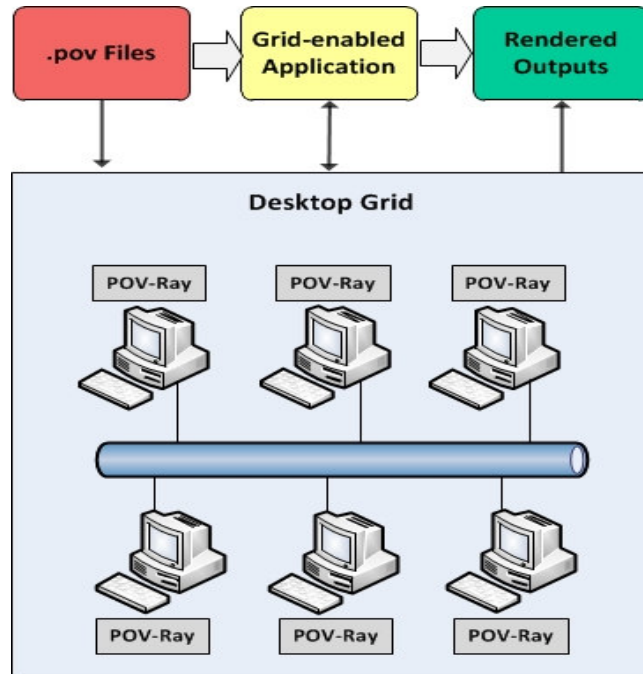 .pov Files
Grid-enabled
Application
Rendered
Outputs
Desktop Grid
POV-Ray
POV-Ray
POV-Ray
POV-Ray
POV-Ray
POV-Ray